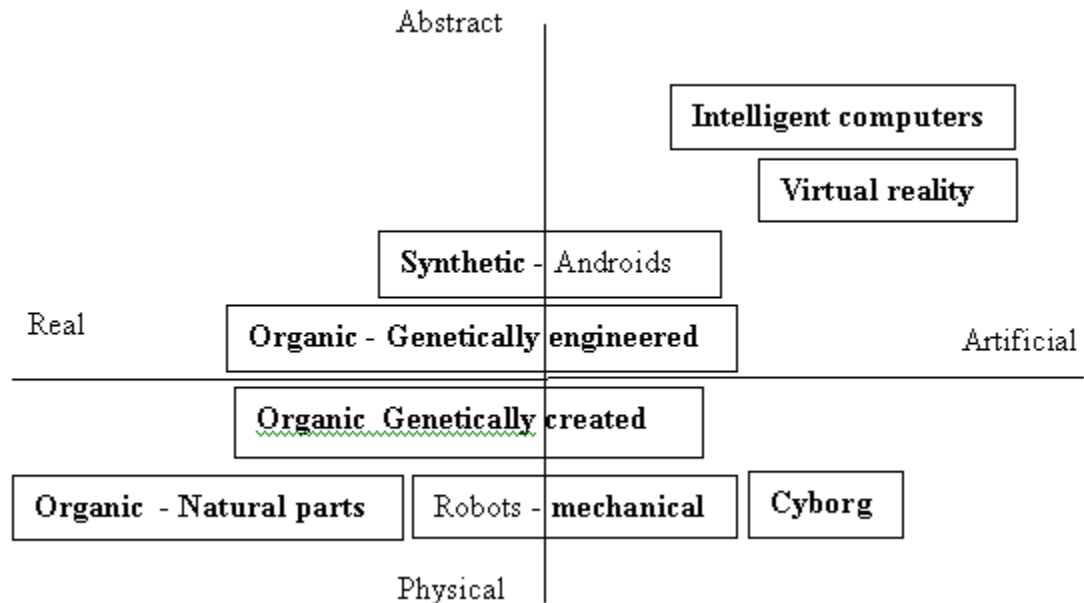 Abstract
Intelligent computers
Virtual reality
Synthetic - Androids
Real
Organic - Genetically engineered
Artificial
Organic Genetically created
Organic - Natural parts
Robots - mechanical
Cyborg
Physical